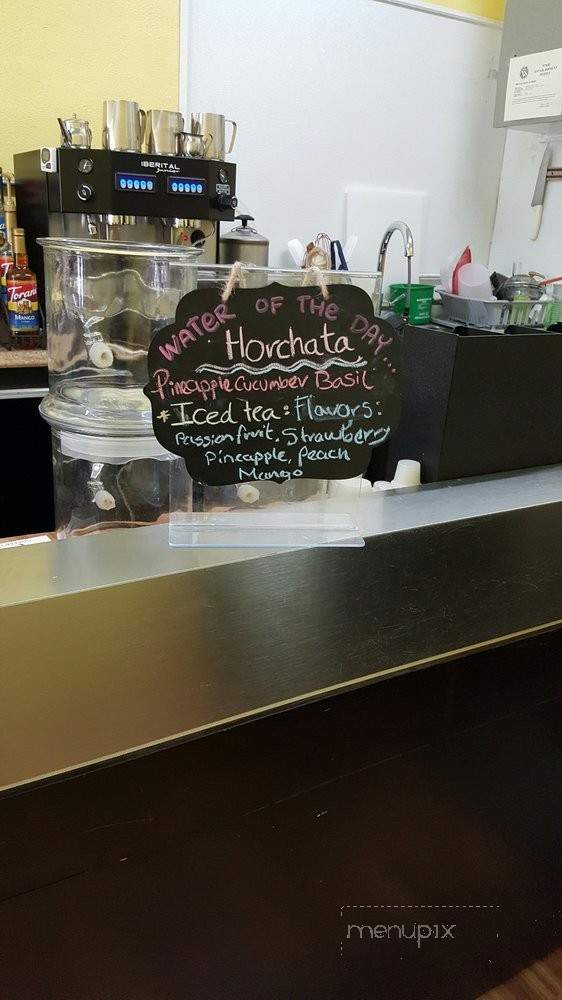 IBERITAL
Junior
Torani
MANGO
WATER OF THE DAY...
Horchata
Pineapple Cucumber Basil
*Iced tea: Flavors:
Passion fruit, Strawberry
Pineapple, Peach
Mango
menupix